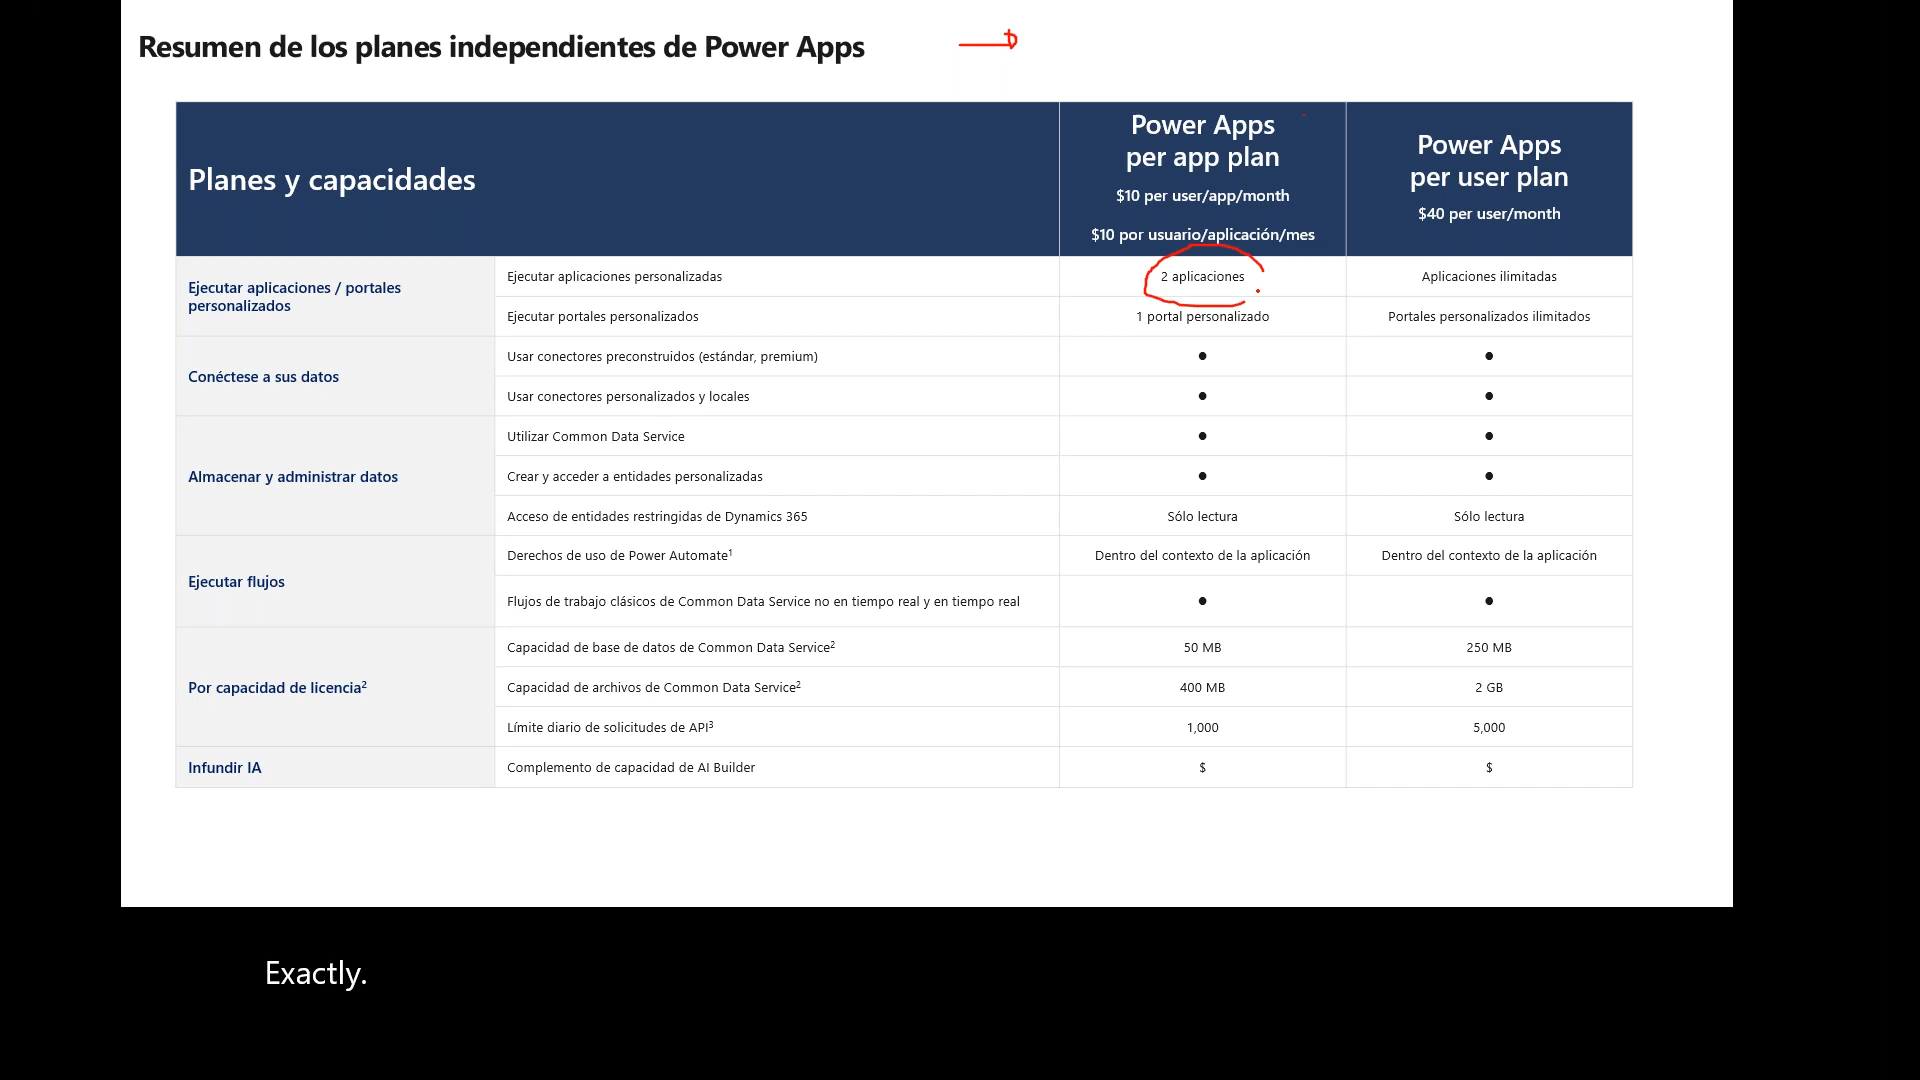 Resumen de los planes independientes de Power Apps
Planes y capacidades
Power Apps
per app plan
$10 per user/app/month
$10 por usuario/aplicación/mes
Power Apps
per user plan
$40 per user/month
Ejecutar aplicaciones / portales
personalizados
Ejecutar aplicaciones personalizadas
2 aplicaciones
Aplicaciones ilimitadas
Ejecutar portales personalizados
1 portal personalizado
Portales personalizados ilimitados
Conéctese a sus datos
Usar conectores preconstruidos (estándar, premium)
●
●
Usar conectores personalizados y locales
●
●
Almacenar y administrar datos
Utilizar Common Data Service
●
●
Crear y acceder a entidades personalizadas
●
●
Acceso de entidades restringidas de Dynamics 365
Sólo lectura
Sólo lectura
Ejecutar flujos
Derechos de uso de Power Automate¹
Dentro del contexto de la aplicación
Dentro del contexto de la aplicación
Flujos de trabajo clásicos de Common Data Service no en tiempo real y en tiempo real
●
●
Por capacidad de licencia²
Capacidad de base de datos de Common Data Service²
50 MB
250 MB
Capacidad de archivos de Common Data Service²
400 MB
2 GB
Límite diario de solicitudes de API³
1,000
5,000
Infundir IA
Complemento de capacidad de AI Builder
$
$
Exactly.